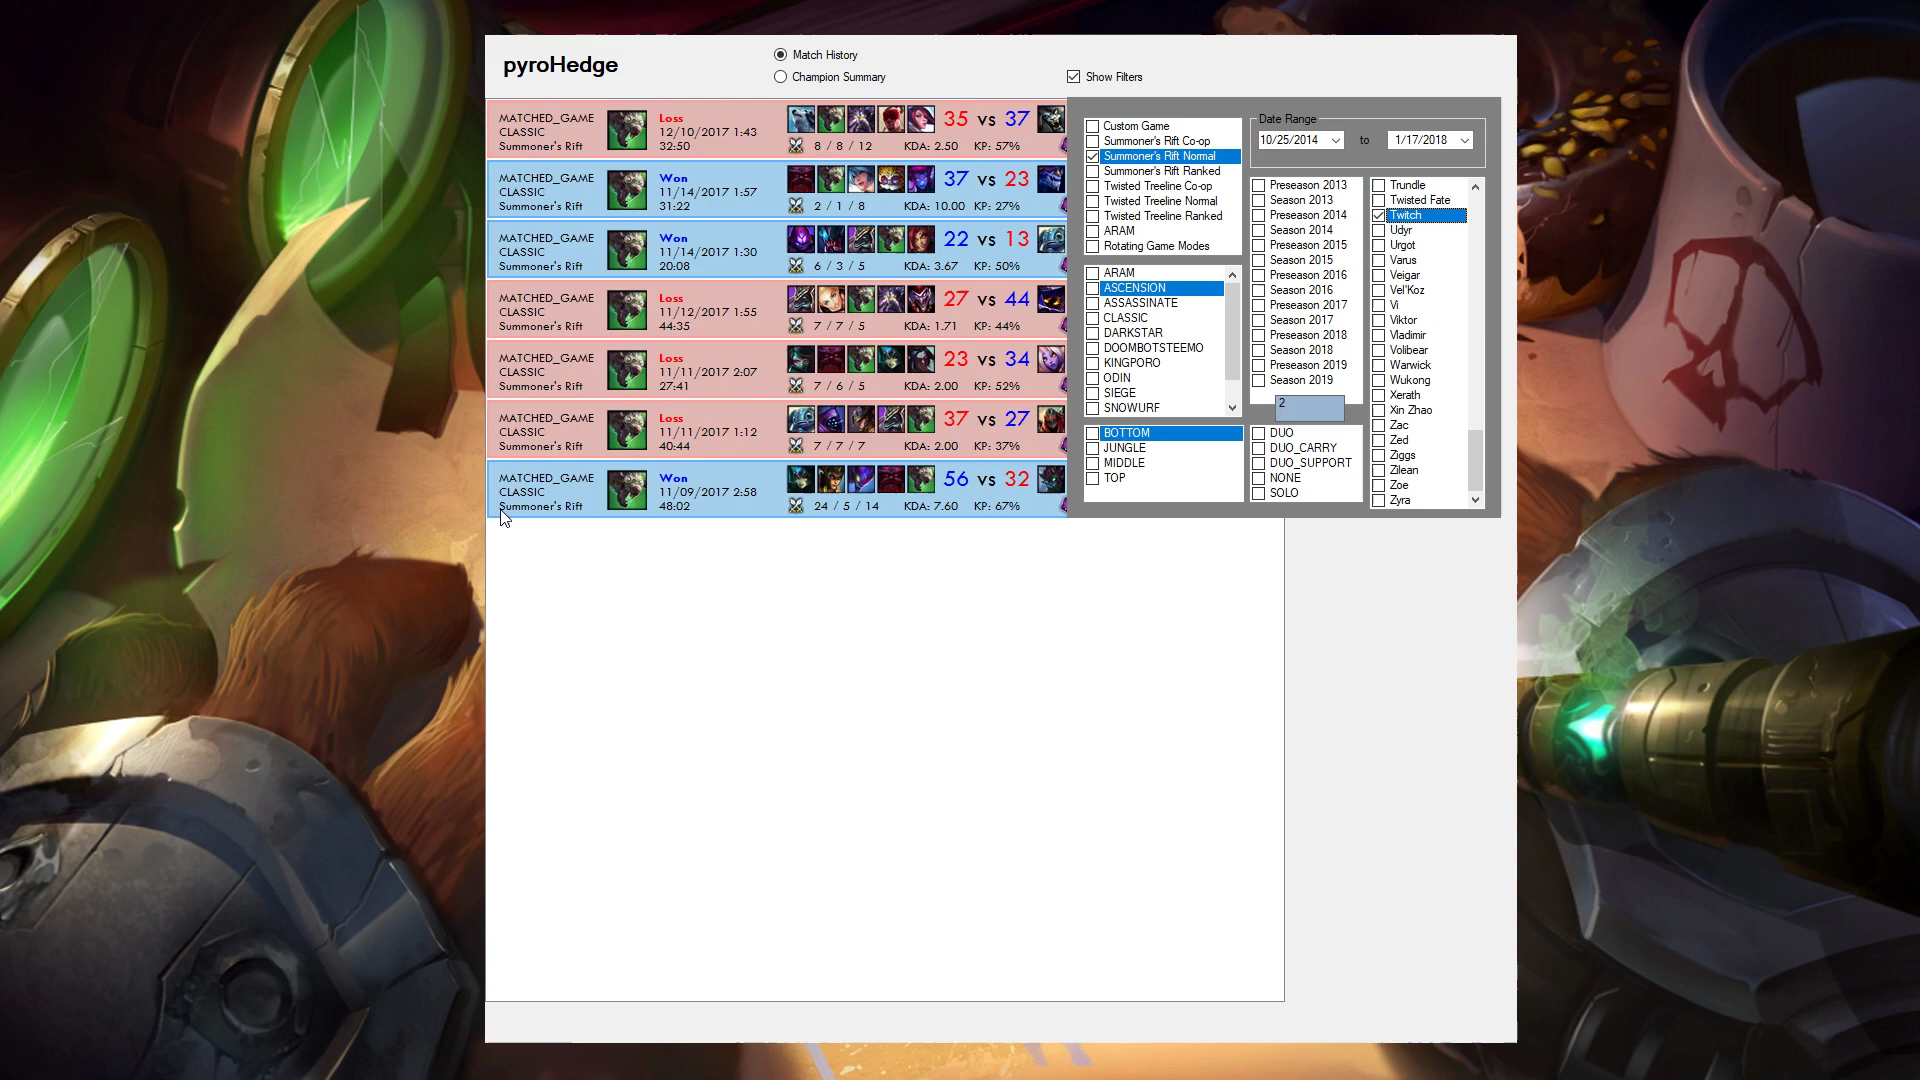 pyroHedge
Match History
Champion Summary
Show Filters
MATCHED_GAME
CLASSIC
Summoner's Rift
Loss
12/10/2017 1:43
32:50
35 vs 37
8 / 8 / 12 KDA: 2.50 KP: 57%
MATCHED_GAME
CLASSIC
Summoner's Rift
Won
11/14/2017 1:57
31:22
37 vs 23
2 / 1 / 8 KDA: 10.00 KP: 27%
MATCHED_GAME
CLASSIC
Summoner's Rift
Won
11/14/2017 1:30
20:08
22 vs 13
6 / 3 / 5 KDA: 3.67 KP: 50%
MATCHED_GAME
CLASSIC
Summoner's Rift
Loss
11/12/2017 1:55
44:35
27 vs 44
7 / 7 / 5 KDA: 1.71 KP: 44%
MATCHED_GAME
CLASSIC
Summoner's Rift
Loss
11/11/2017 2:07
27:41
23 vs 34
7 / 6 / 5 KDA: 2.00 KP: 52%
MATCHED_GAME
CLASSIC
Summoner's Rift
Loss
11/11/2017 1:12
40:44
37 vs 27
7 / 7 / 7 KDA: 2.00 KP: 37%
MATCHED_GAME
CLASSIC
Summoner's Rift
Won
11/09/2017 2:58
48:02
56 vs 32
24 / 5 / 14 KDA: 7.60 KP: 67%
Custom Game
Summoner's Rift Co-op
Summoner's Rift Normal
Summoner's Rift Ranked
Twisted Treeline Co-op
Twisted Treeline Normal
Twisted Treeline Ranked
ARAM
Rotating Game Modes
ARAM
ASCENSION
ASSASSINATE
CLASSIC
DARKSTAR
DOOMBOTSTEEMO
KINGPORO
ODIN
SIEGE
SNOWURF
BOTTOM
JUNGLE
MIDDLE
TOP
Date Range
10/25/2014 to 1/17/2018
Preseason 2013
Season 2013
Preseason 2014
Season 2014
Preseason 2015
Season 2015
Preseason 2016
Season 2016
Preseason 2017
Season 2017
Preseason 2018
Season 2018
Preseason 2019
Season 2019
2
DUO
DUO_CARRY
DUO_SUPPORT
NONE
SOLO
Trundle
Twisted Fate
Twitch
Udyr
Urgot
Varus
Veigar
Vel'Koz
Vi
Viktor
Vladimir
Volibear
Warwick
Wukong
Xerath
Xin Zhao
Zac
Zed
Ziggs
Zilean
Zoe
Zyra